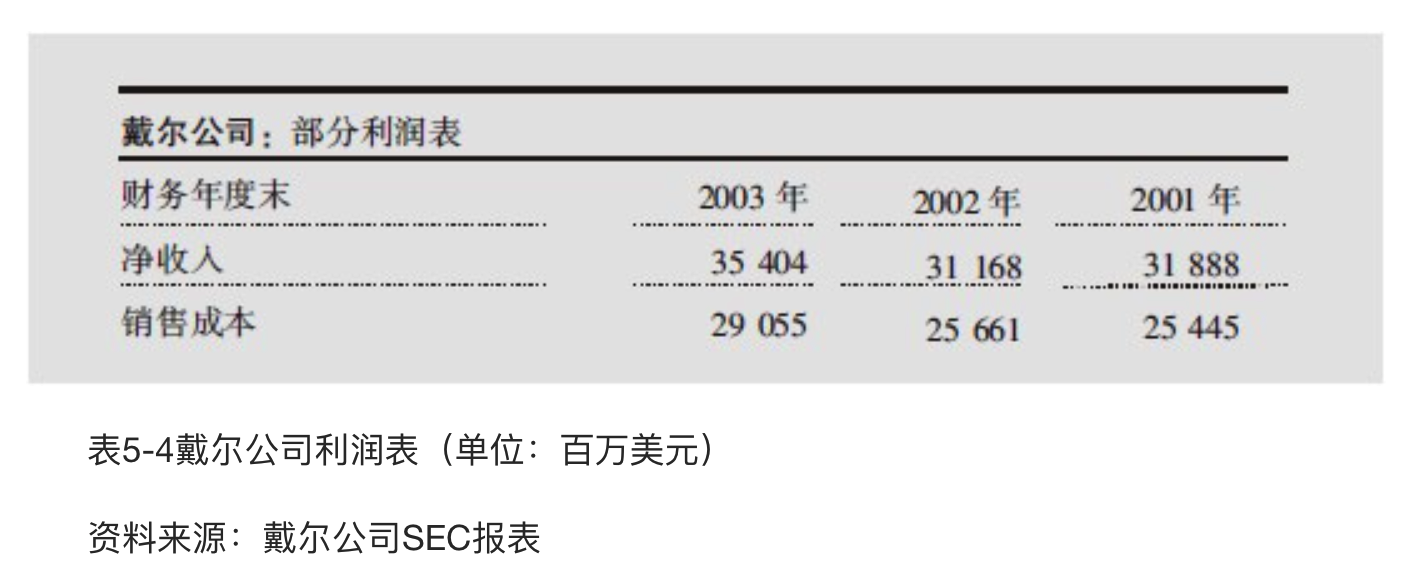 戴尔公司：部分利润表
财务年度末 2003 年 2002 年 2001 年
净收入 35 404 31 168 31 888
销售成本 29 055 25 661 25 445
表5-4戴尔公司利润表（单位：百万美元）
资料来源：戴尔公司SEC报表